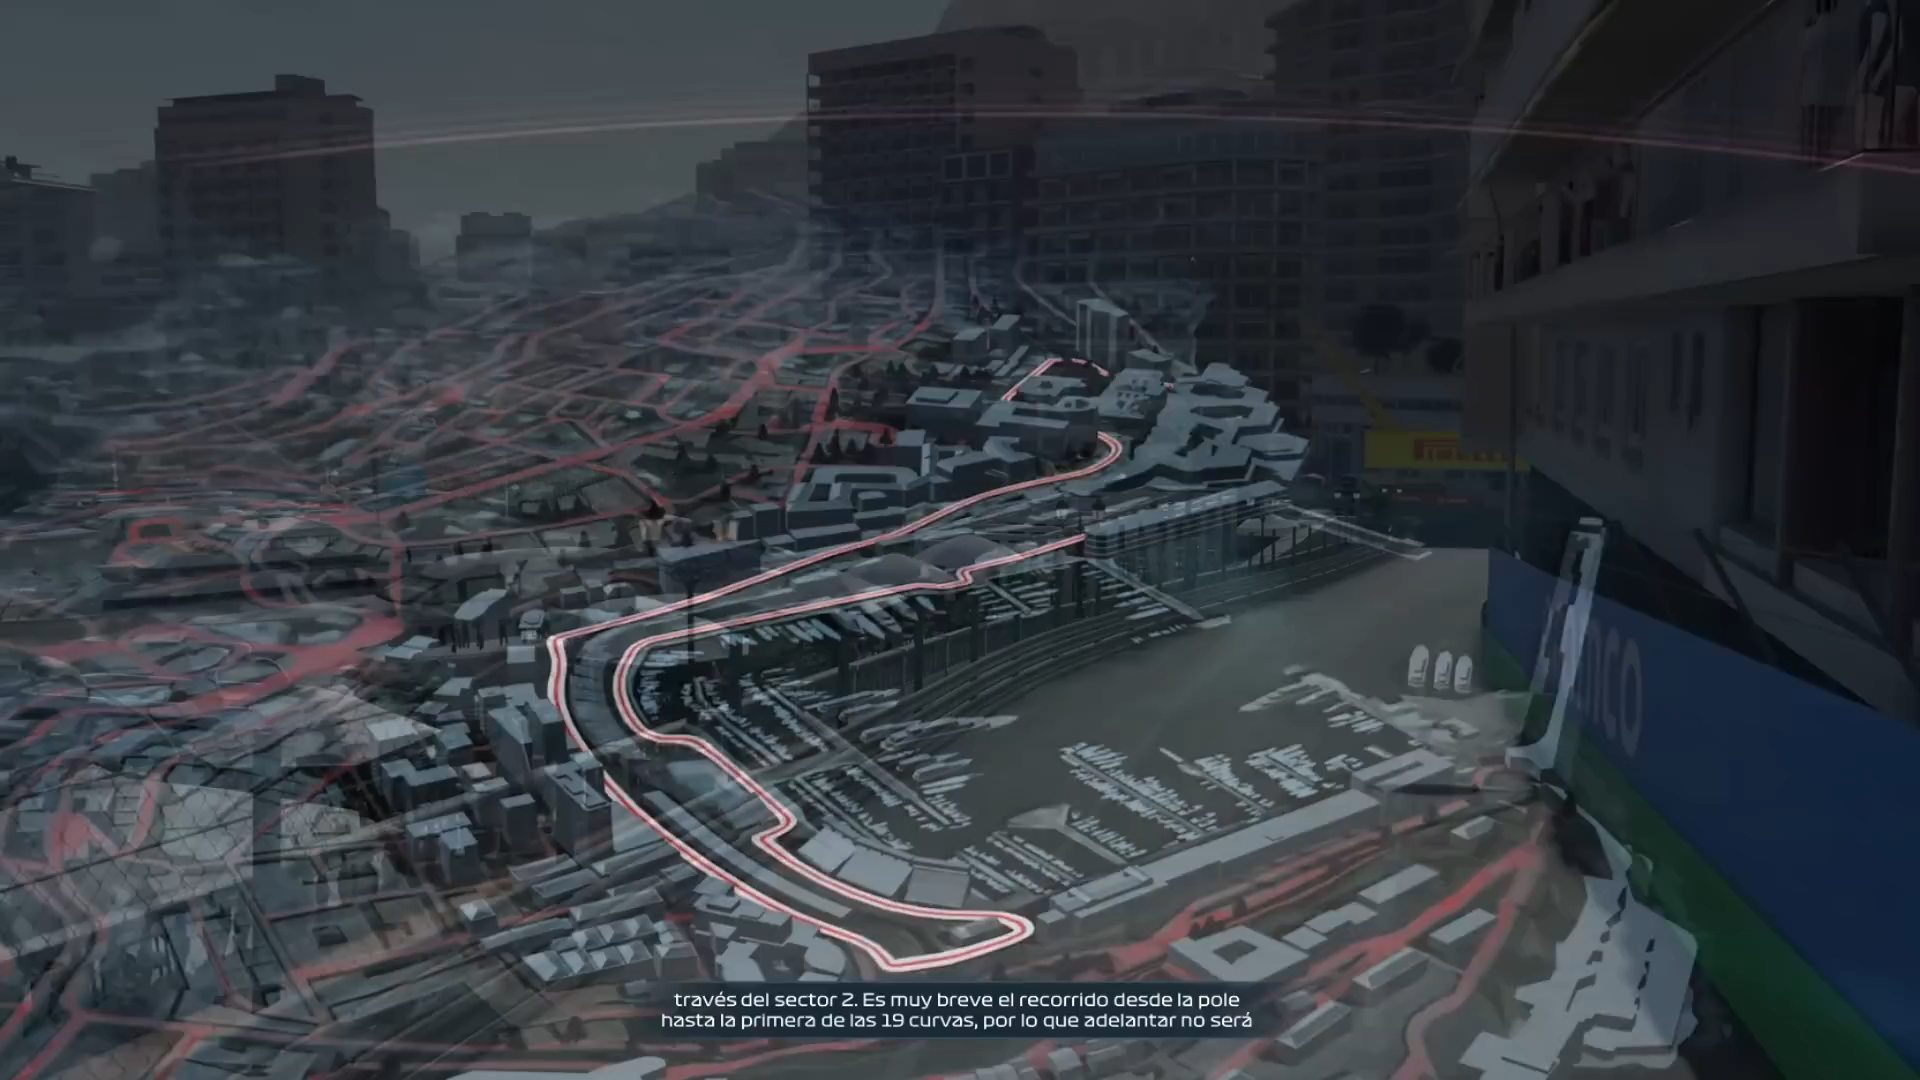 PIRELLI
través del sector 2. Es muy breve el recorrido desde la pole
hasta la primera de las 19 curvas, por lo que adelantar no será